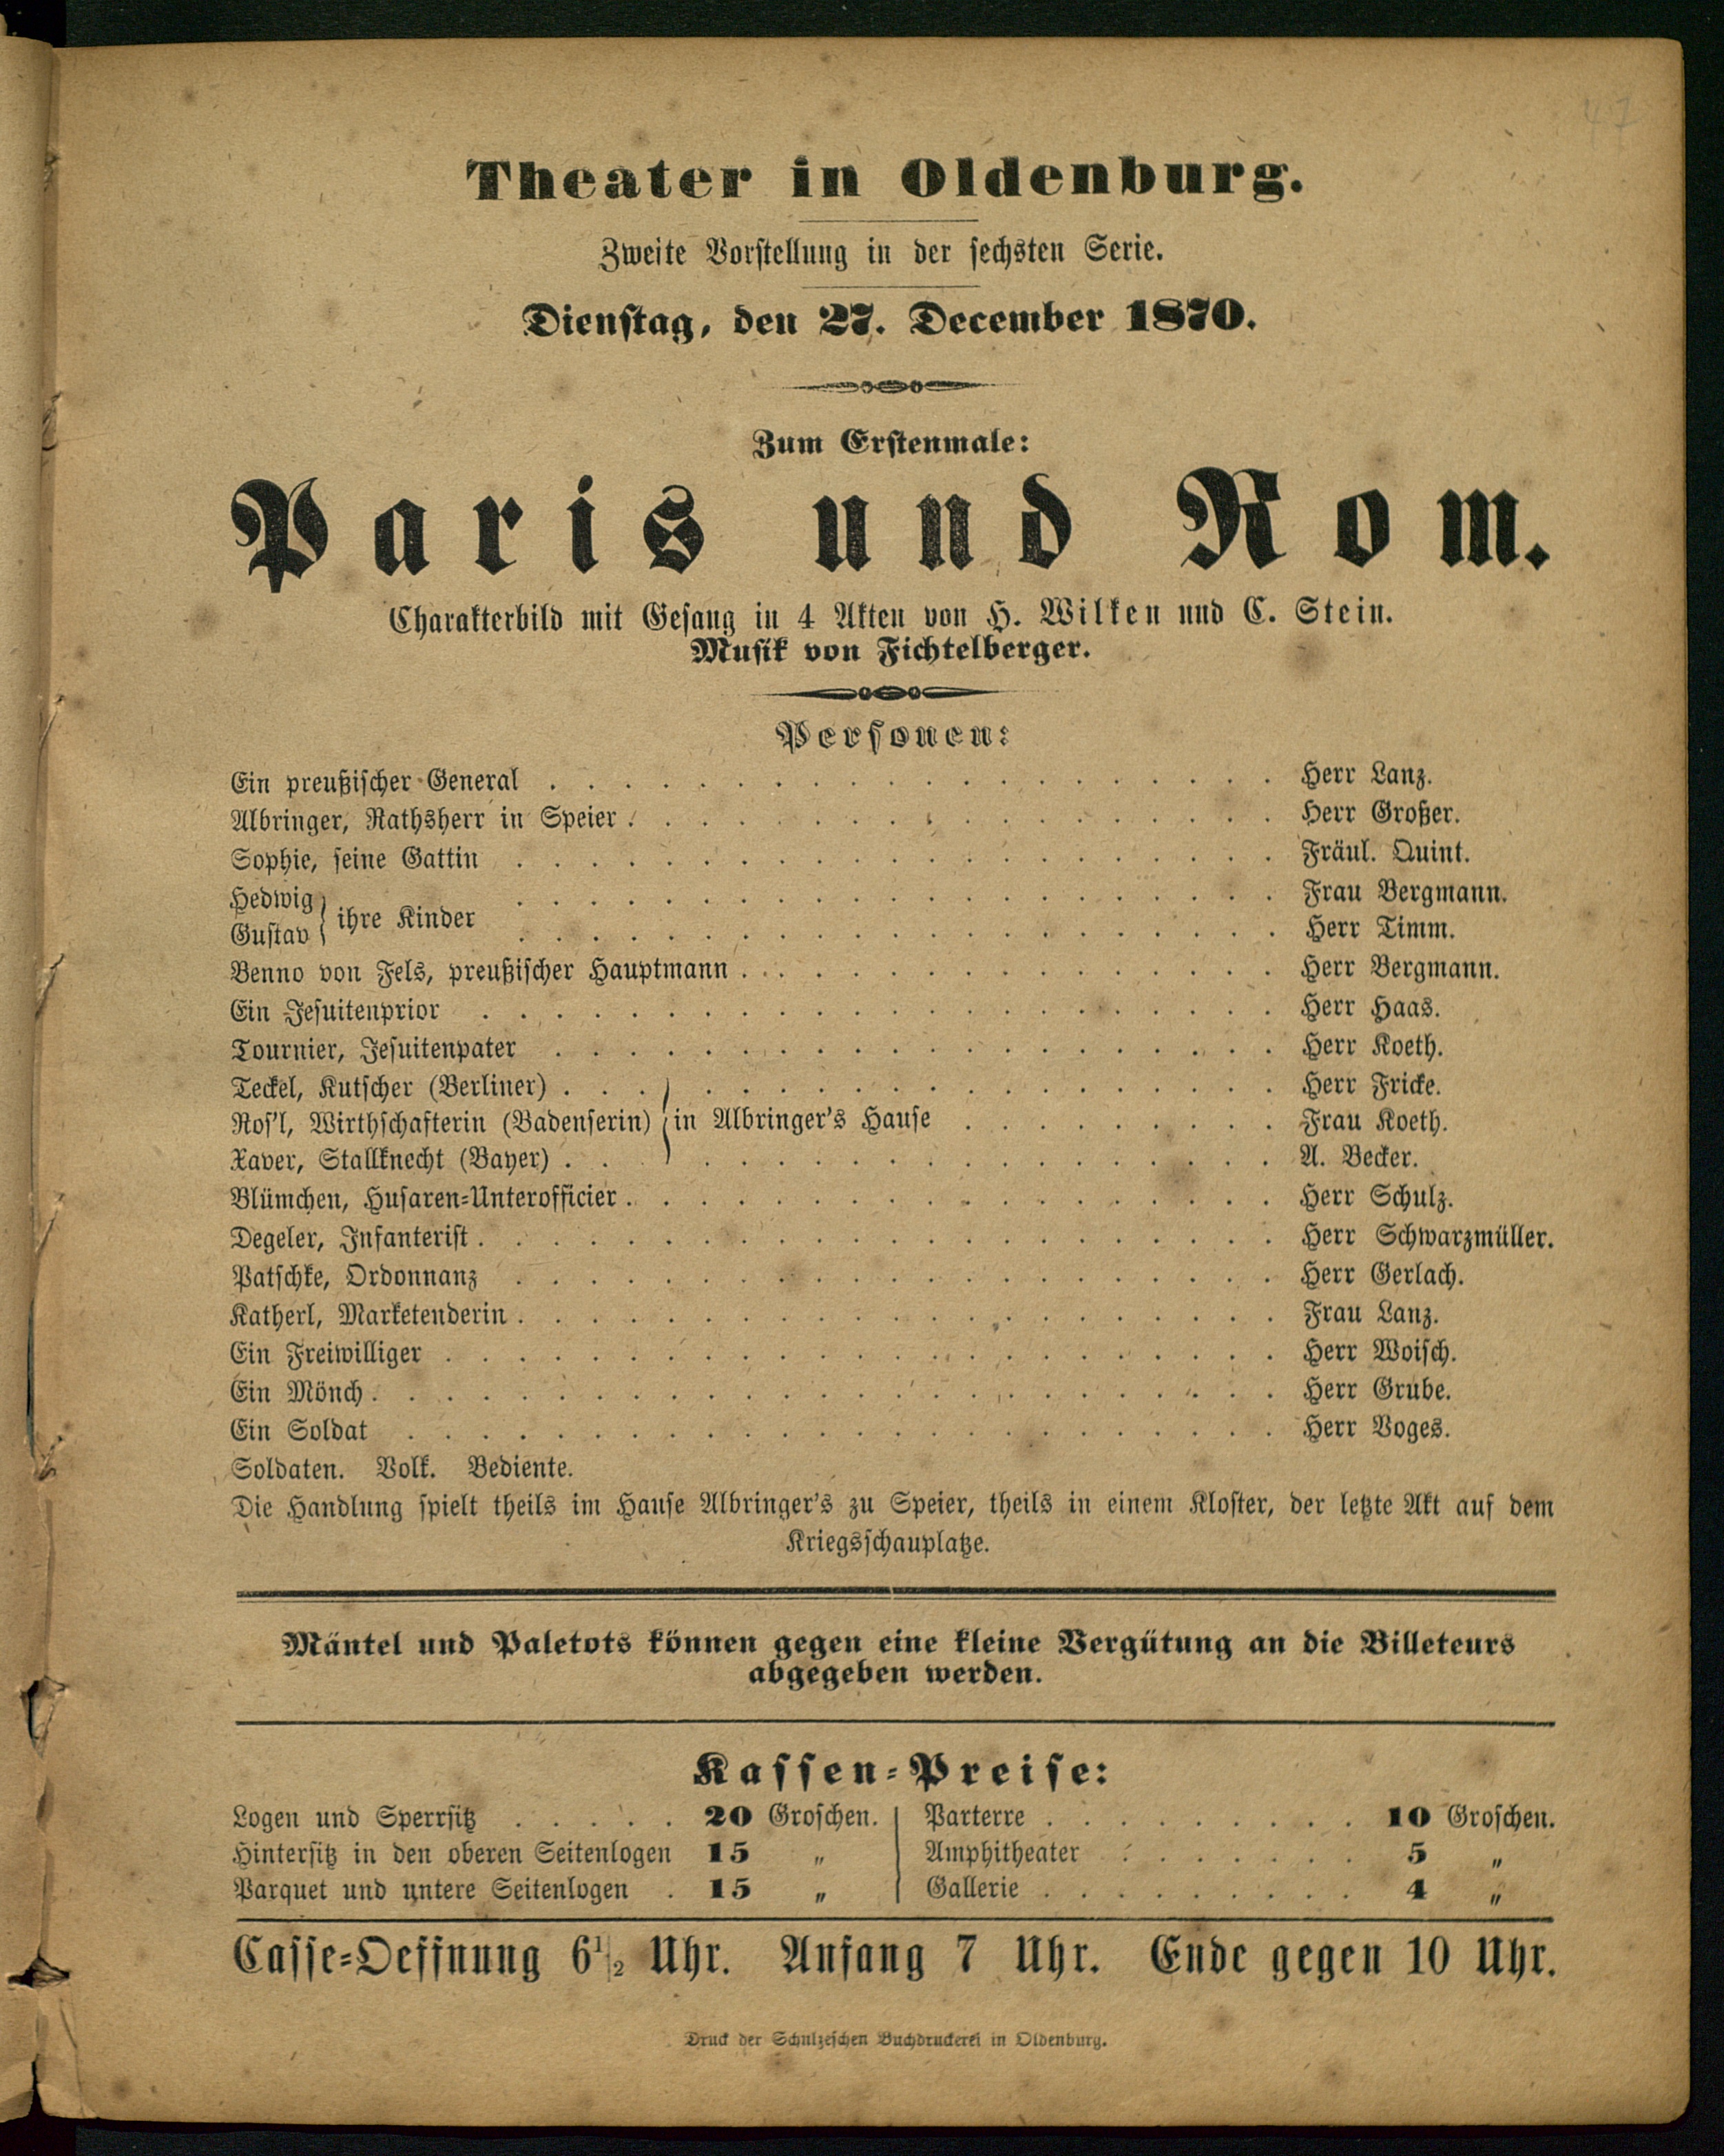 47
Theater in Oldenburg.
Zweite Vorstellung in der sechsten Serie.
Dienstag, den 27. December 1870.
Zum Erstenmale:
Paris und Rom.
Charakterbild mit Gesang in 4 Akten von H. Wilken und C. Stein.
Musik von Fichtelberger.
Personen:
Ein preußischer General . . . . . . . . . . Herr Lanz.
Albringer, Rathsherr in Speier . . . . . . . . . . Herr Großer.
Sophie, seine Gattin . . . . . . . . . . Fräul. Quint.
Hedwig } ihre Kinder . . . . . . . . . . Frau Bergmann.
Gustav } . . . . . . . . . . Herr Timm.
Benno von Fels, preußischer Hauptmann . . . . . . . . . . Herr Bergmann.
Ein Jesuitenprior . . . . . . . . . . Herr Haas.
Tournier, Jesuitenpater . . . . . . . . . . Herr Koeth.
Teckel, Kutscher (Berliner) . . . } . . . . . . . . . . Herr Fricke.
Ros'l, Wirthschafterin (Badenserin) } in Albringer's Hause . . . . . . . . . Frau Koeth.
Xaver, Stallknecht (Bayer) . . } . . . . . . . . . . A. Becker.
Blümchen, Husaren=Unterofficier . . . . . . . . . . Herr Schulz.
Degeler, Infanterist . . . . . . . . . . Herr Schwarzmüller.
Patschke, Ordonnanz . . . . . . . . . . Herr Gerlach.
Katherl, Marketenderin . . . . . . . . . . Frau Lanz.
Ein Freiwilliger . . . . . . . . . . Herr Woisch.
Ein Mönch . . . . . . . . . . Herr Grube.
Ein Soldat . . . . . . . . . . Herr Voges.
Soldaten. Volk. Bediente.
Die Handlung spielt theils im Hause Albringer's zu Speier, theils in einem Kloster, der letzte Akt auf dem
Kriegsschauplatze.
Mäntel und Paletots können gegen eine kleine Vergütung an die Billeteurs
abgegeben werden.
Kassen=Preise:
Logen und Sperrsitz . . . . . 20 Groschen. | Parterre . . . . . . . . . 10 Groschen.
Hintersitz in den oberen Seitenlogen 15 „ | Amphitheater . . . . . . . 5 „
Parquet und untere Seitenlogen . 15 „ | Gallerie . . . . . . . . . 4 „
Casse=Oeffnung 6 1/2 Uhr. Anfang 7 Uhr. Ende gegen 10 Uhr.
Druck der Schulzeschen Buchdruckerei in Oldenburg.